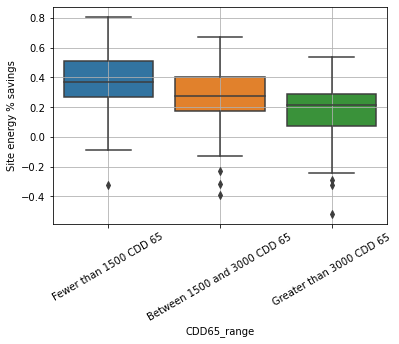 0.8
0.6
0.4
0.2
0.0
−0.2
−0.4
Site energy % savings
Fewer than 1500 CDD 65
Between 1500 and 3000 CDD 65
Greater than 3000 CDD 65
CDD65_range